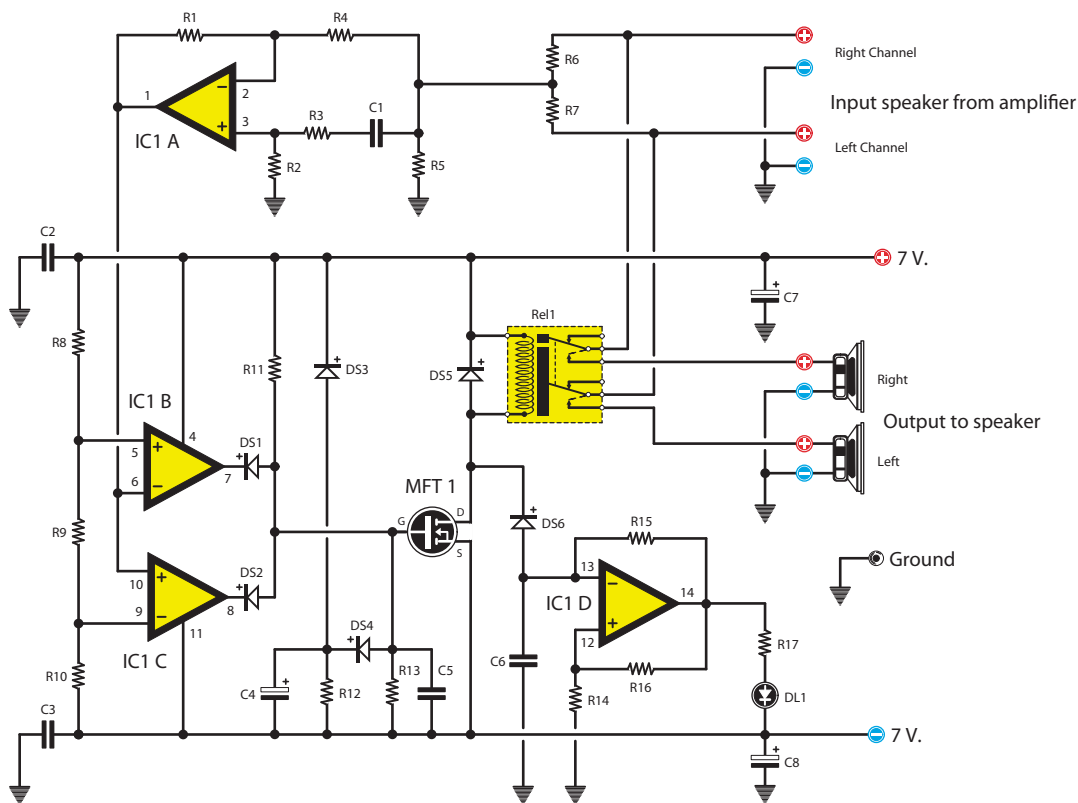 R1
R4
R6
Right Channel
1
2
3
R3
C1
R7
Input speaker from amplifier
IC1 A
R2
R5
Left Channel
C2
7 V.
C7
Rel1
R8
R11
DS3
DS5
Right
IC1 B
4
5
6
7
DS1
Output to speaker
Left
MFT 1
G
D
S
R9
DS6
R15
DS2
10
9
8
11
13
12
14
IC1 D
Ground
IC1 C
DS4
R10
C4
R12
R13
C5
C6
R14
R16
R17
DL1
C3
7 V.
C8